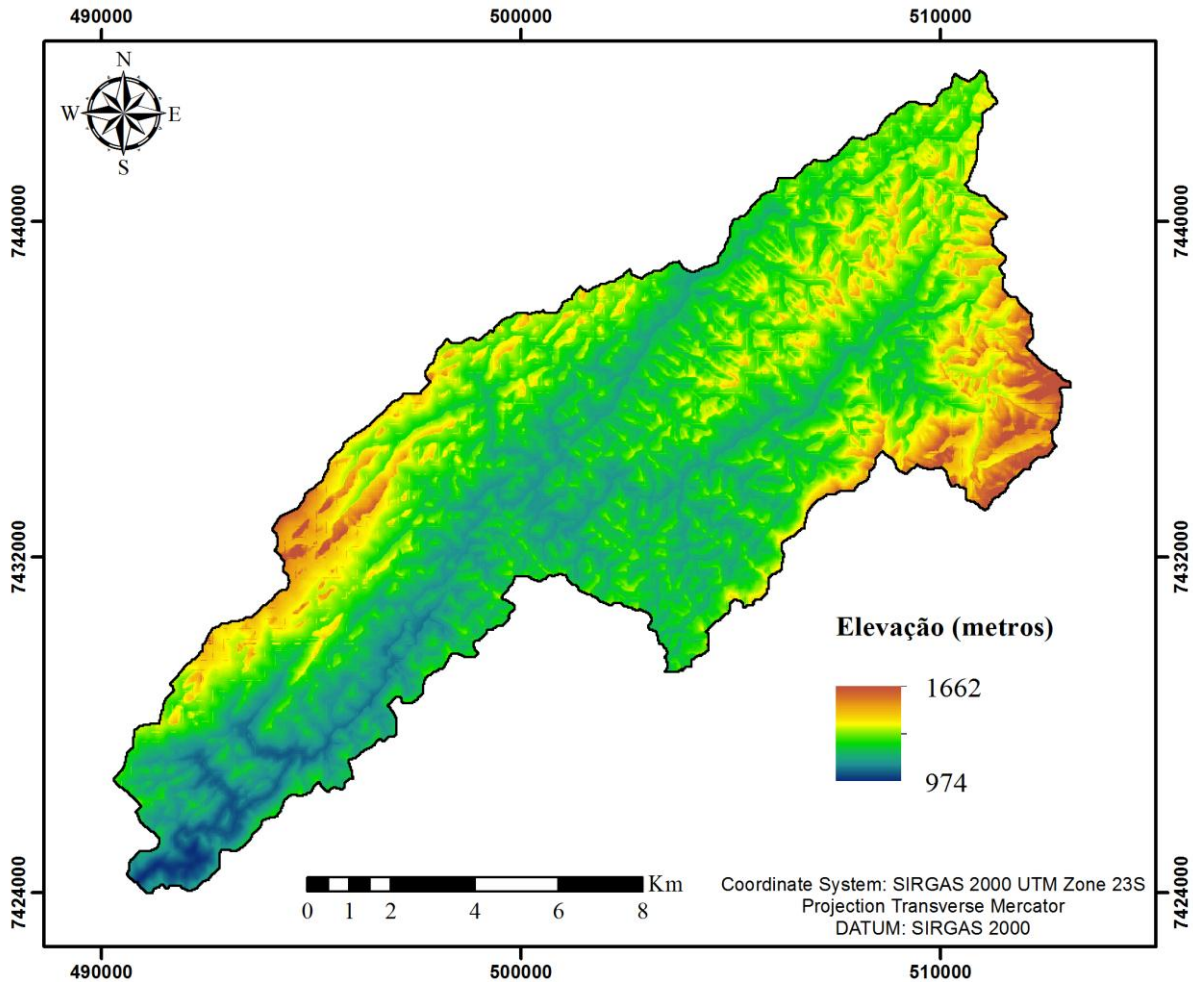 490000 500000 510000
N
W E
S
7440000 7440000
7432000 7432000
Elevação (metros)
1662
974
7424000 7424000
Km
0 1 2 4 6 8
Coordinate System: SIRGAS 2000 UTM Zone 23S
Projection Transverse Mercator
DATUM: SIRGAS 2000
490000 500000 510000